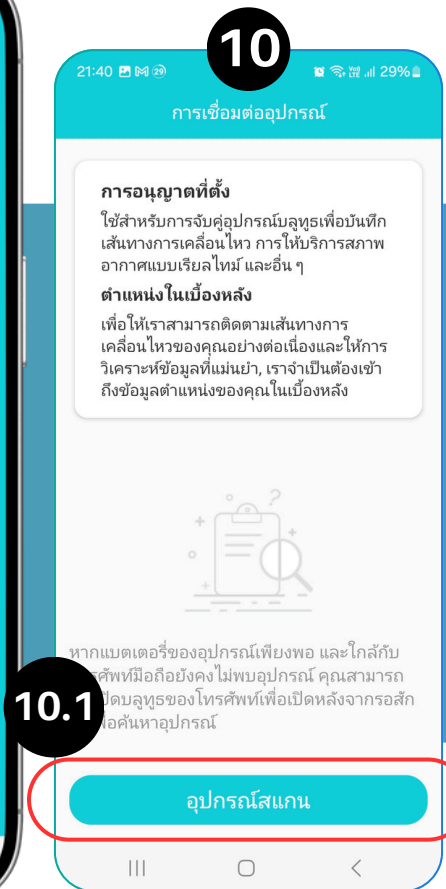 10
21:40 29 29%
การเชื่อมต่ออุปกรณ์
การอนุญาตที่ตั้ง
ใช้สำหรับการจับคู่อุปกรณ์บลูทูธเพื่อบันทึก
เส้นทางการเคลื่อนไหว การให้บริการสภาพ
อากาศแบบเรียลไทม์ และอื่น ๆ
ตำแหน่งในเบื้องหลัง
เพื่อให้เราสามารถติดตามเส้นทางการ
เคลื่อนไหวของคุณอย่างต่อเนื่องและให้การ
วิเคราะห์ข้อมูลที่แม่นยำ, เราจำเป็นต้องเข้า
ถึงข้อมูลตำแหน่งของคุณในเบื้องหลัง
หากแบตเตอรี่ของอุปกรณ์เพียงพอ และใกล้กับ
ศัพท์มือถือยังคงไม่พบอุปกรณ์ คุณสามารถ
ปิดบลูทูธของโทรศัพท์เพื่อเปิดหลังจากรอสัก
ค้นหาอุปกรณ์
10.1
อุปกรณ์สแกน